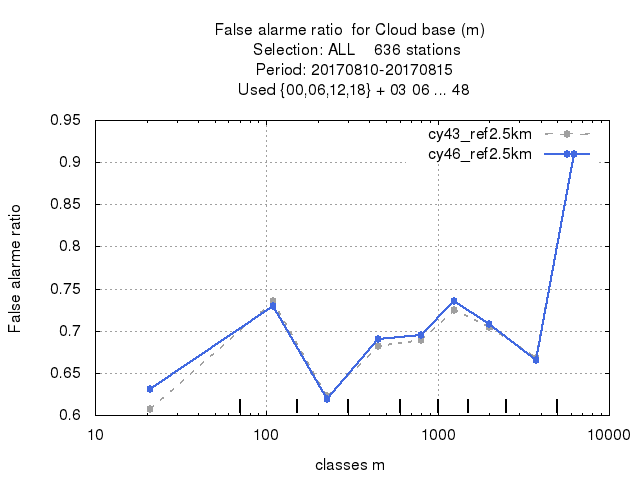 False alarme ratio  for Cloud base (m)
Selection: ALL    636 stations
Period: 20170810-20170815
Used {00,06,12,18} + 03 06 ... 48
cy43_ref2.5km
cy46_ref2.5km
False alarme ratio
0.95
0.9
0.85
0.8
0.75
0.7
0.65
0.6
10 100 1000 10000
classes m